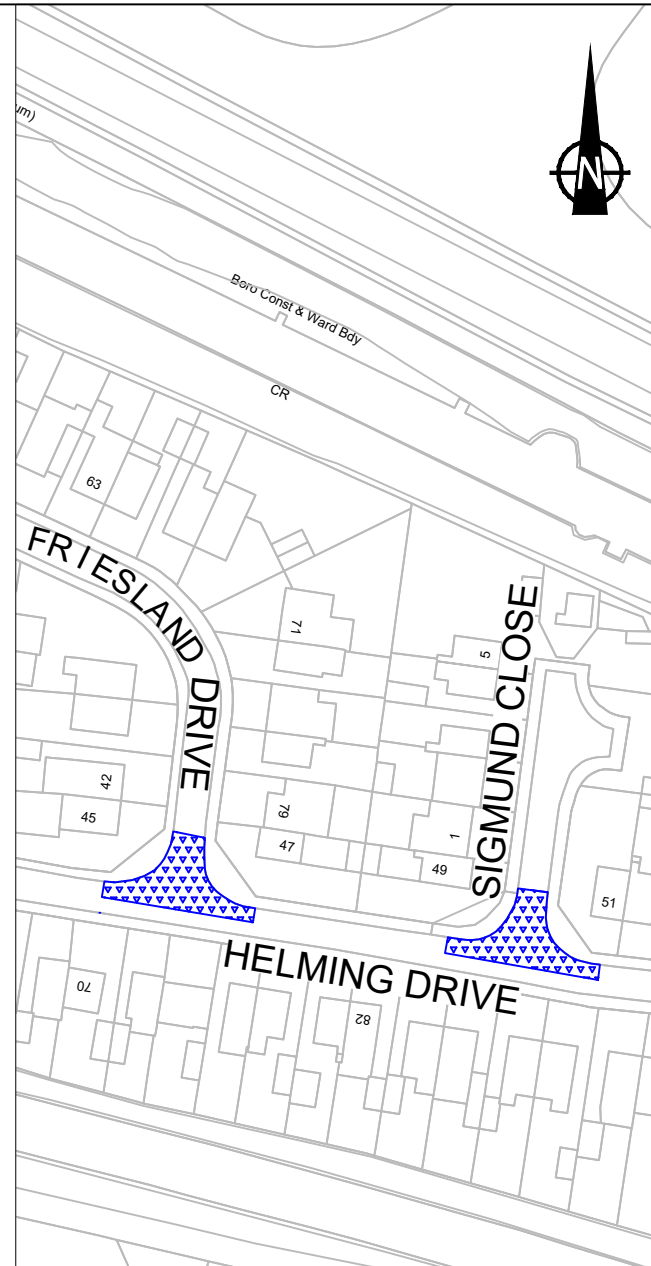 um)
N
Boro Const & Ward Bdy
CR
63
FRIESLAND DRIVE
71
5
SIGMUND CLOSE
42
45
79
47
1
49
51
HELMING DRIVE
70
82